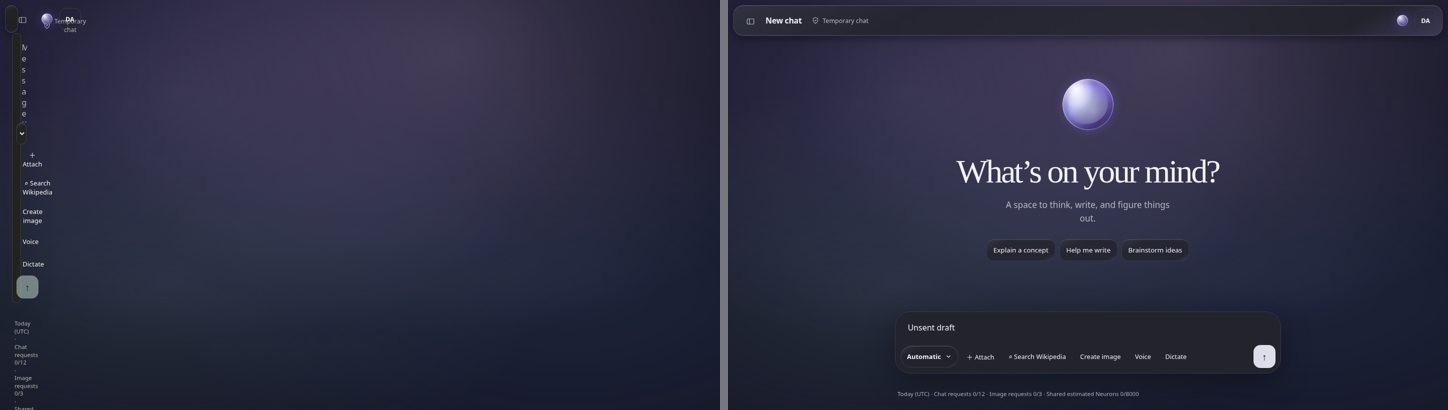 DA
Temporary
chat
M
e
s
s
a
g
e
+
Attach
⌕ Search
Wikipedia
Create
image
Voice
Dictate
↑
Today
(UTC)
·
Chat
requests
0/12
·
Image
requests
0/3
·
Shared
New chat
Temporary chat
DA
What’s on your mind?
A space to think, write, and figure things
out.
Explain a concept
Help me write
Brainstorm ideas
Unsent draft
Automatic
+ Attach
⌕ Search Wikipedia
Create image
Voice
Dictate
↑
Today (UTC) · Chat requests 0/12 · Image requests 0/3 · Shared estimated Neurons 0/8000